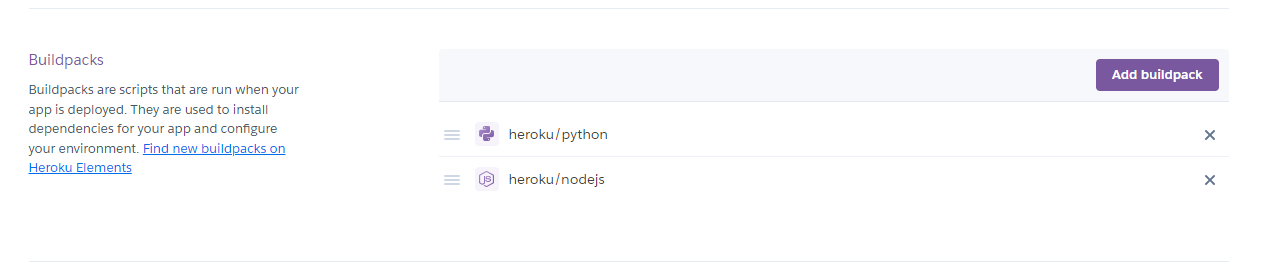 Buildpacks
Buildpacks are scripts that are run when your
app is deployed. They are used to install
dependencies for your app and configure
your environment. Find new buildpacks on
Heroku Elements
Add buildpack
heroku/python
heroku/nodejs